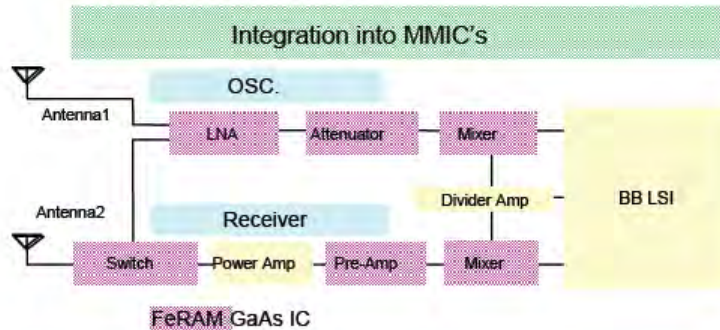 Integration into MMIC's
OSC.
Antenna1
LNA
Attenuator
Mixer
Antenna2
Receiver
Divider Amp
BB LSI
Switch
Power Amp
Pre-Amp
Mixer
FeRAM GaAs IC